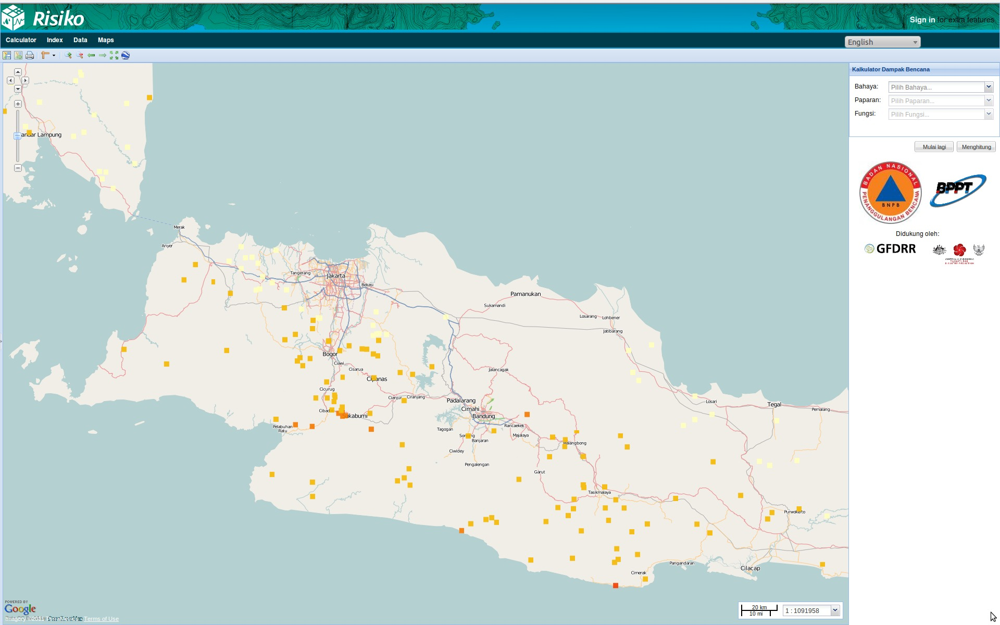 Risiko
Sign in for extra features
Calculator Index Data Maps
English
Kalkulator Dampak Bencana
Bahaya: Pilih Bahaya...
Paparan: Pilih Paparan...
Fungsi: Pilih Fungsi...
Mulai lagi Menghitung
BADAN NASIONAL
PENANGGULANGAN BENCANA
BNPB
BPPT
Didukung oleh:
GFDRR
AUSTRALIA-INDONESIA
FACILITY FOR
DISASTER REDUCTION
andar Lampung
Merak
Anyer
Tangerang
Jakarta
Bekasi
Pamanukan
Sukamandi
Losarang
Lohbener
Jatibarang
Bogor
Ciawi
Cisarua
Jalancagak
Cipanas
Cicurug
Cianjur
Ciranjang
Padalarang
Losari
Tegal
Cimahi
Pemalang
Cibad
ukabumi
Bandung
Pelabuhan
Ratu
Rancaekek
Tagogan
Majalaya
Banjaran
Malangbong
Ciwidey
Pengalengan
Garut
Tasikmalaya
Purwokerto
Pangandaran
Cilacap
Cimerak
POWERED BY
Google
Imagery ©2011 TerraMetrics - Terms of Use
20 km
10 mi
1 : 1091958